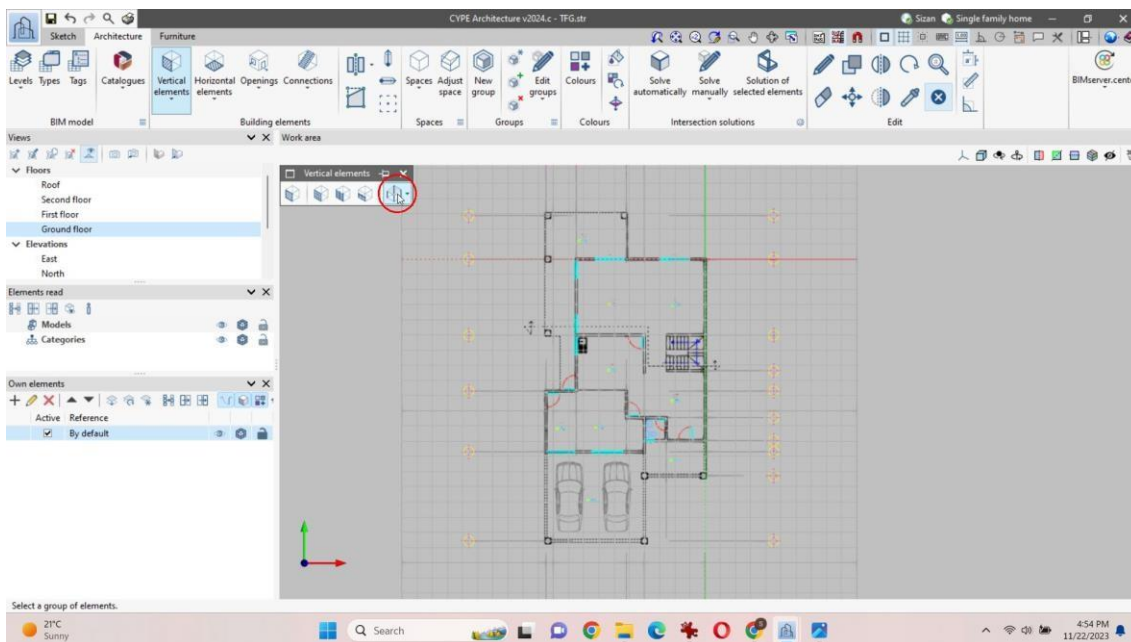 CYPE Architecture v2024.c - TFG.str
Sizan
Single family home
Sketch
Architecture
Furniture
Levels
Types
Tags
Catalogues
Vertical elements
Horizontal elements
Openings
Connections
Spaces
Adjust space
New group
Edit groups
Colours
Solve automatically
Solve manually
Solution of selected elements
BIMserver.cente
BIM model
Building elements
Spaces
Groups
Colours
Intersection solutions
Edit
Views
Work area
Floors
Roof
Second floor
First floor
Ground floor
Elevations
East
North
Vertical elements
Elements read
Models
Categories
Own elements
Active Reference
By default
Select a group of elements.
21°C
Sunny
Search
4:54 PM
11/22/2023